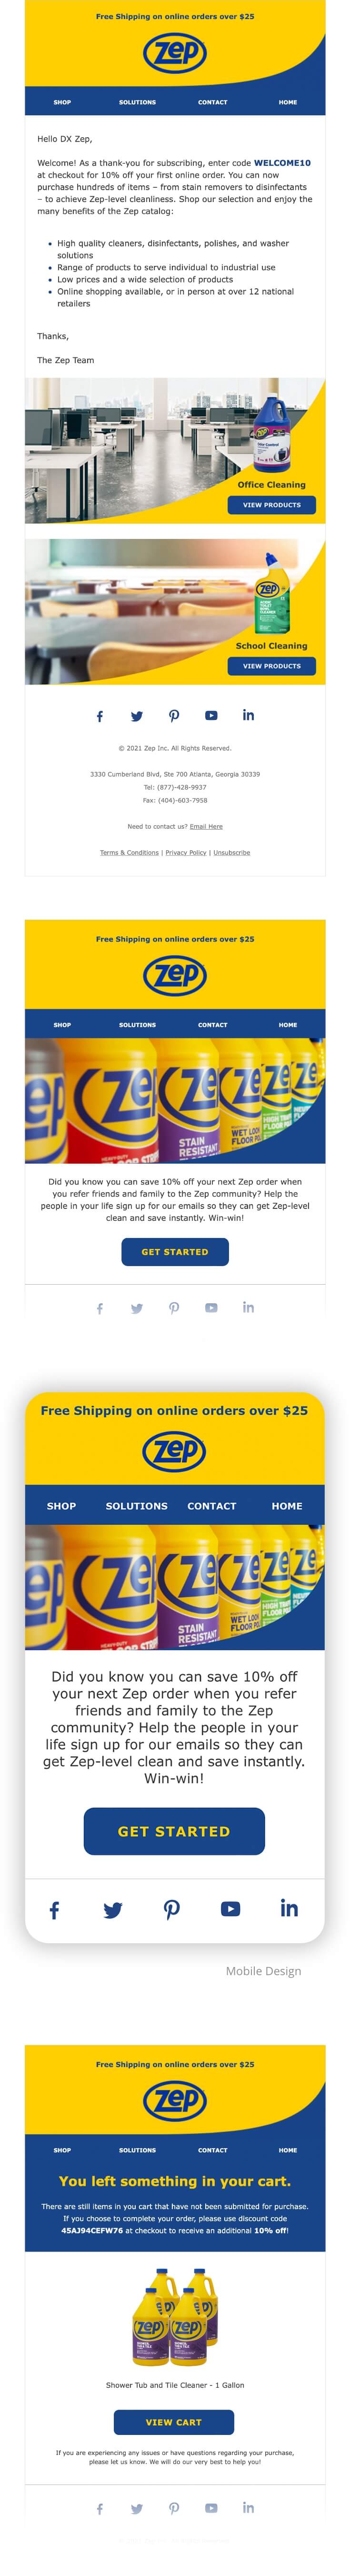 Free Shipping on online orders over $25
zep
SHOP SOLUTIONS CONTACT HOME
Hello DX Zep,
Welcome! As a thank-you for subscribing, enter code WELCOME10
at checkout for 10% off your first online order. You can now
purchase hundreds of items – from stain removers to disinfectants
– to achieve Zep-level cleanliness. Shop our selection and enjoy the
many benefits of the Zep catalog:
• High quality cleaners, disinfectants, polishes, and washer
solutions
• Range of products to serve individual to industrial use
• Low prices and a wide selection of products
• Online shopping available, or in person at over 12 national
retailers
Thanks,
The Zep Team
zep
Office Cleaning
VIEW PRODUCTS
zep
School Cleaning
VIEW PRODUCTS
© 2021 Zep Inc. All Rights Reserved.
3330 Cumberland Blvd, Ste 700 Atlanta, Georgia 30339
Tel: (877)-428-9937
Fax: (404)-603-7958
Need to contact us? Email Here
Terms & Conditions | Privacy Policy | Unsubscribe
Free Shipping on online orders over $25
zep
SHOP SOLUTIONS CONTACT HOME
STAIN
RESISTANT
WET LOO
FLOOR PO
Did you know you can save 10% off your next Zep order when
you refer friends and family to the Zep community? Help the
people in your life sign up for our emails so they can get Zep-level
clean and save instantly. Win-win!
GET STARTED
Free Shipping on online orders over $25
zep
SHOP SOLUTIONS CONTACT HOME
STAIN
RESISTANT
WET LOO
FLOOR PO
Did you know you can save 10% off
your next Zep order when you refer
friends and family to the Zep
community? Help the people in your
life sign up for our emails so they can
get Zep-level clean and save instantly.
Win-win!
GET STARTED
Mobile Design
Free Shipping on online orders over $25
zep
SHOP SOLUTIONS CONTACT HOME
You left something in your cart.
There are still items in you cart that have not been submitted for purchase.
If you choose to complete your order, please use discount code
45AJ94CEFW76 at checkout to receive an additional 10% off!
zep zep
Shower Tub and Tile Cleaner - 1 Gallon
VIEW CART
If you are experiencing any issues or have questions regarding your purchase,
please let us know. We will do our very best to help you!